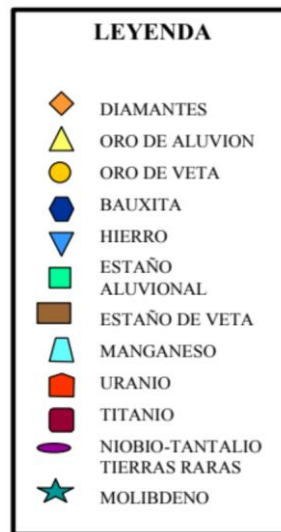 LEYENDA
DIAMANTES
ORO DE ALUVION
ORO DE VETA
BAUXITA
HIERRO
ESTAÑO
ALUVIONAL
ESTAÑO DE VETA
MANGANESO
URANIO
TITANIO
NIOBIO-TANTALIO
TIERRAS RARAS
MOLIBDENO